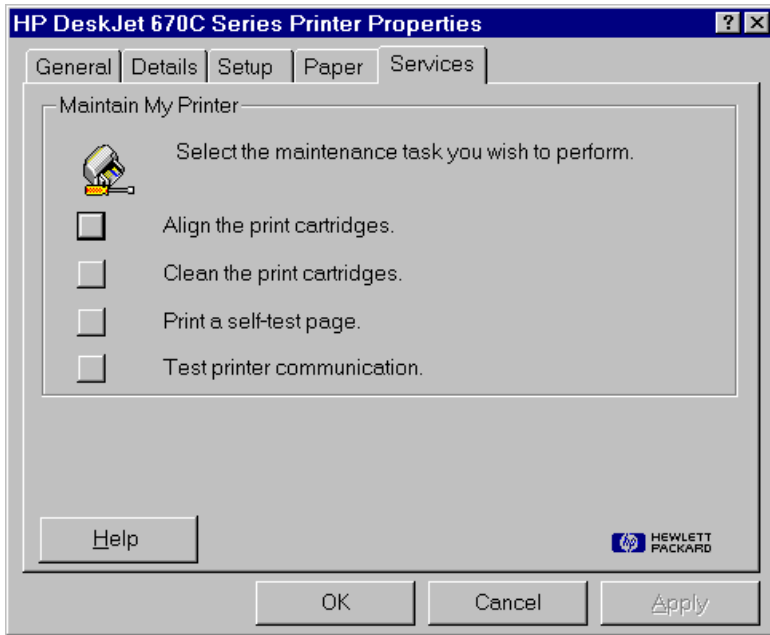 HP DeskJet 670C Series Printer Properties
General Details Setup Paper Services
Maintain My Printer
Select the maintenance task you wish to perform.
Align the print cartridges.
Clean the print cartridges.
Print a self-test page.
Test printer communication.
Help
hp HEWLETT
PACKARD
OK Cancel Apply